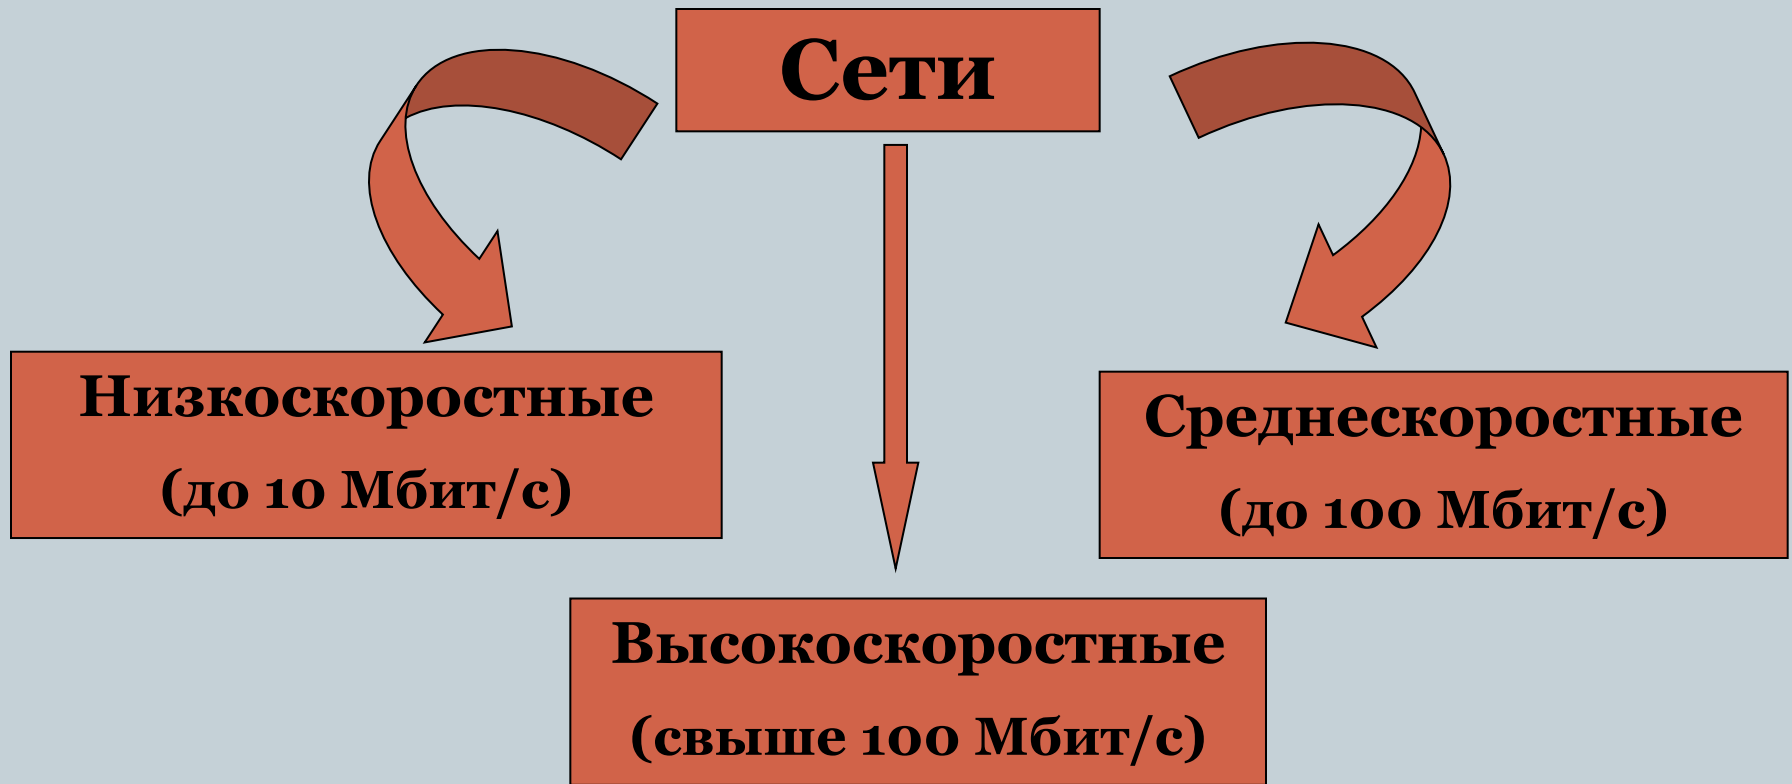 Сети
Низкоскоростные
(до 10 Мбит/с)
Среднескоростные
(до 100 Мбит/с)
Высокоскоростные
(свыше 100 Мбит/с)